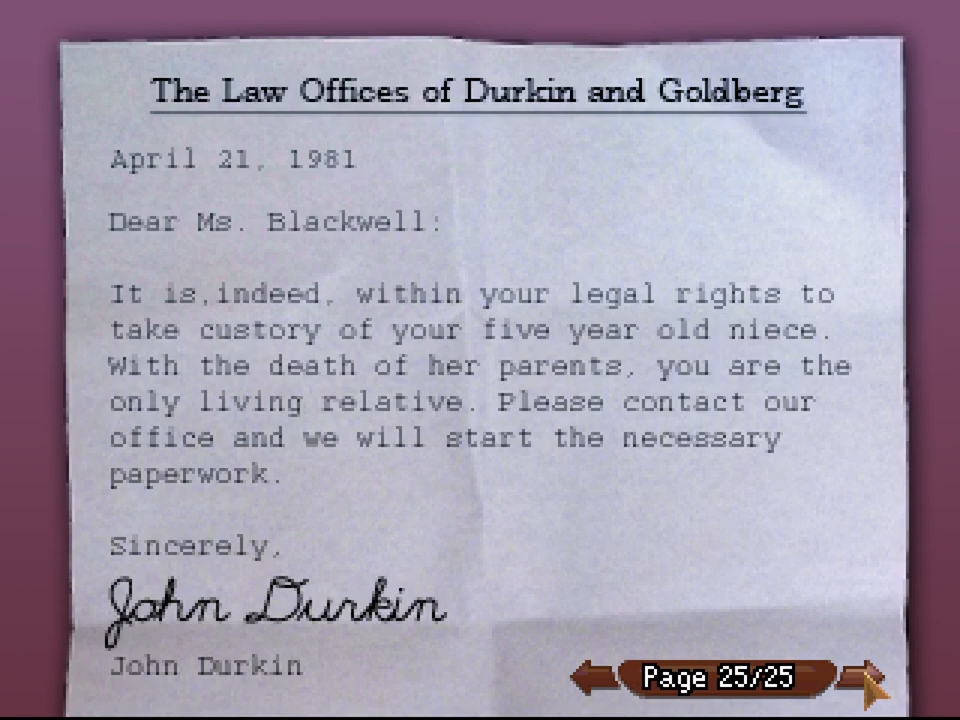 The Law Offices of Durkin and Goldberg
April 21, 1981
Dear Ms. Blackwell:
It is,indeed, within your legal rights to
take custory of your five year old niece.
With the death of her parents, you are the
only living relative. Please contact our
office and we will start the necessary
paperwork.
Sincerely,
John Durkin
John Durkin
Page 25/25